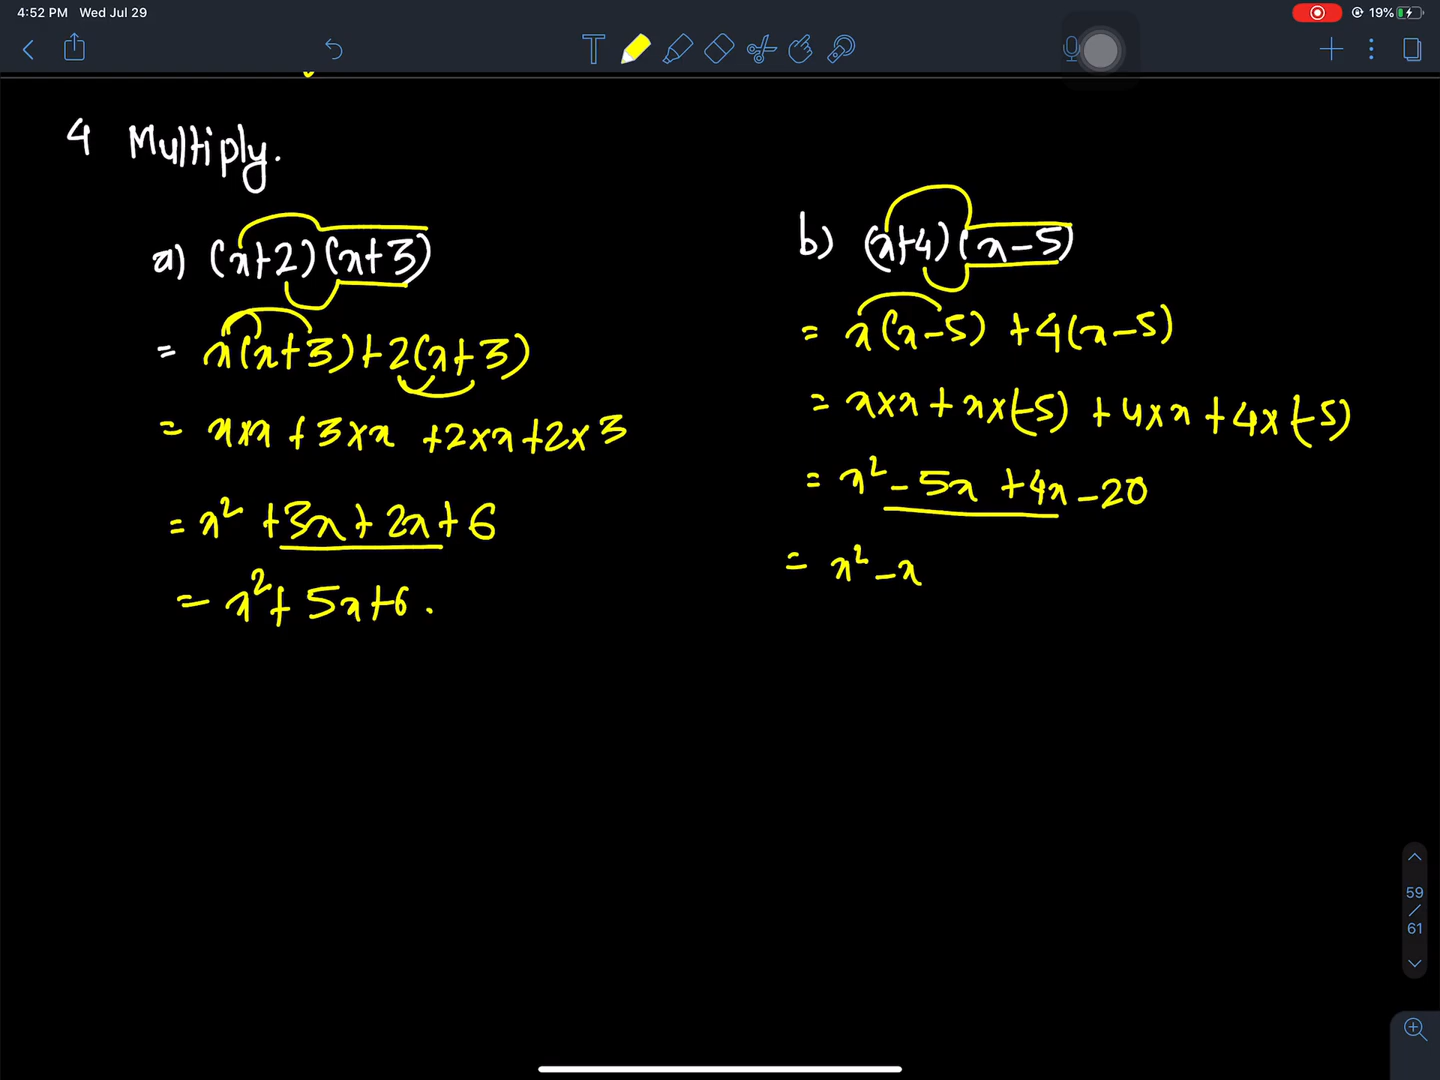 4:52 PM Wed Jul 29
19%
4 Multiply.
a) (x+2)(x+3)
= x(x+3)+2(x+3)
= x×x + 3×x +2×x+2×3
= x² +3x+2x+6
= x²+ 5x+6.
b) (x+4)(x-5)
= x(x-5) +4(x-5)
= x×x + x×(-5) +4×x + 4×(-5)
= x² - 5x +4x -20
= x² -x
59
/
61